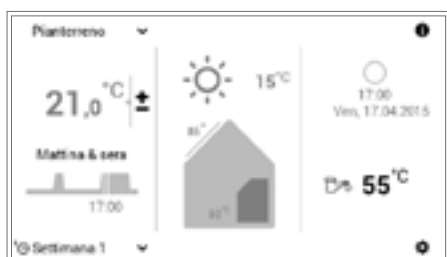 Pianterreno
21,0°C ±
Mattina & sera
17:00
Settimana 1
15°C
85°
80°C
17:00
Ven, 17.04.2015
55°C